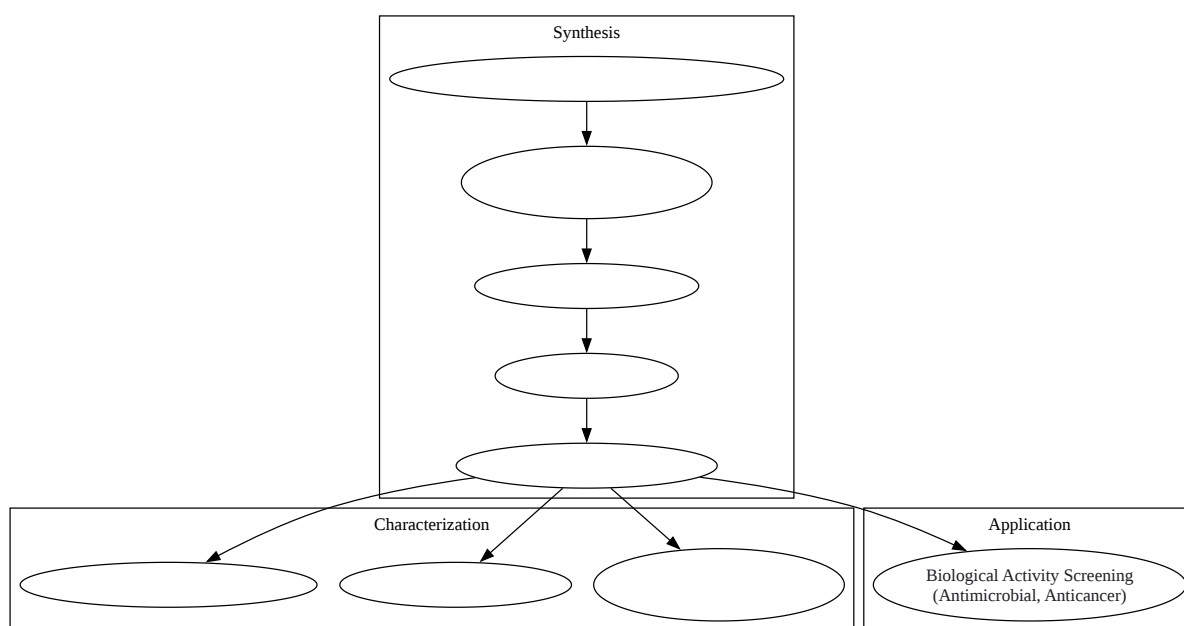 Synthesis
Characterization
Application
Biological Activity Screening
(Antimicrobial, Anticancer)